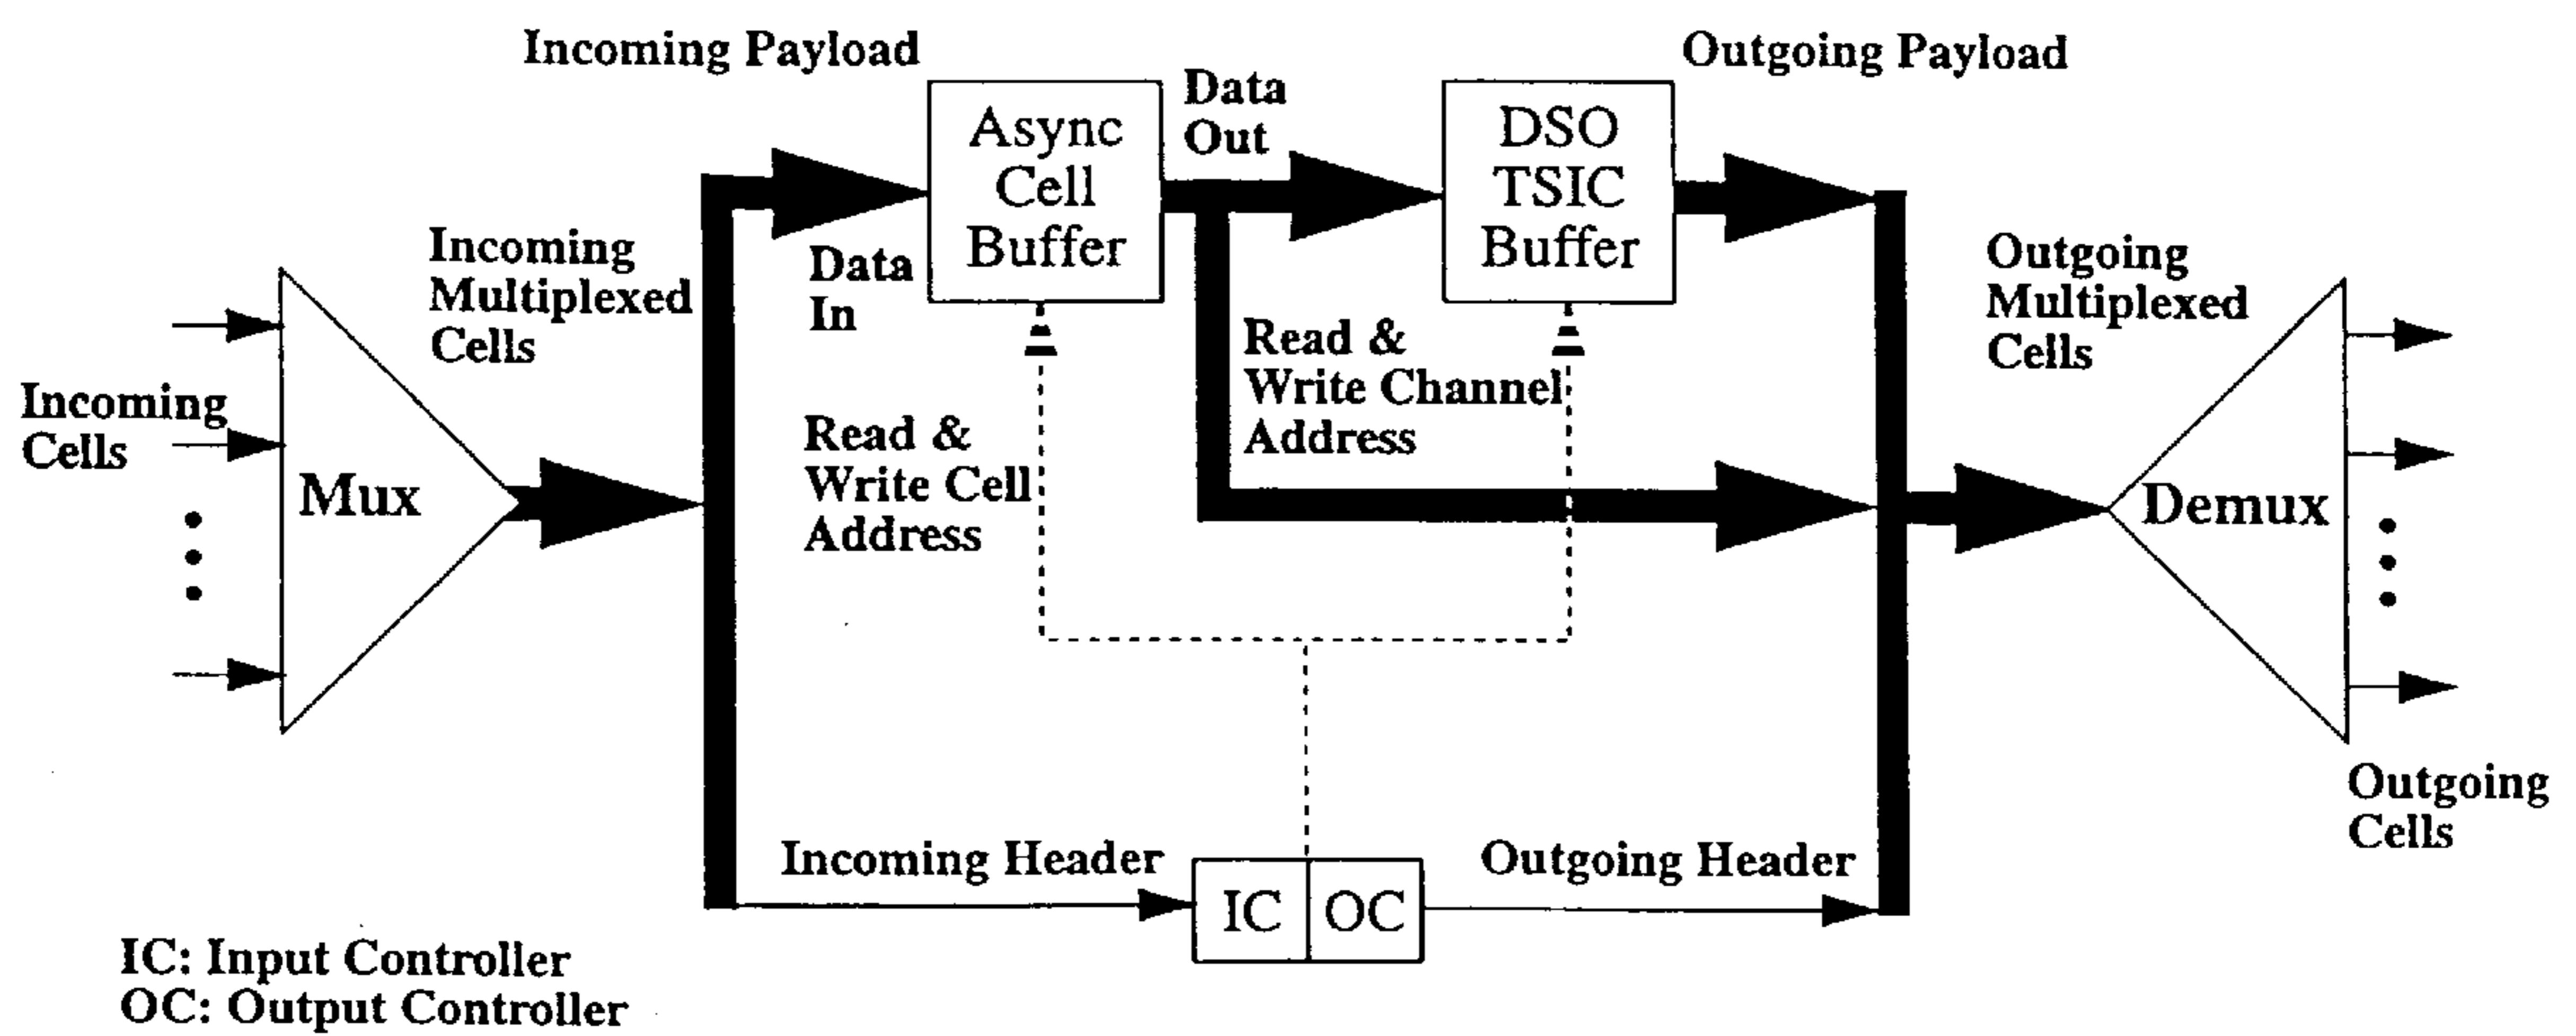 Incoming Payload
Data
Out
Outgoing Payload
Async
Cell
Buffer
DSO
TSIC
Buffer
Incoming
Multiplexed
Cells
Data
In
Outgoing
Multiplexed
Cells
Read &
Write Channel
Address
Incoming
Cells
Read &
Write Cell
Address
Mux
Demux
Outgoing
Cells
Incoming Header
Outgoing Header
IC
OC
IC: Input Controller
OC: Output Controller